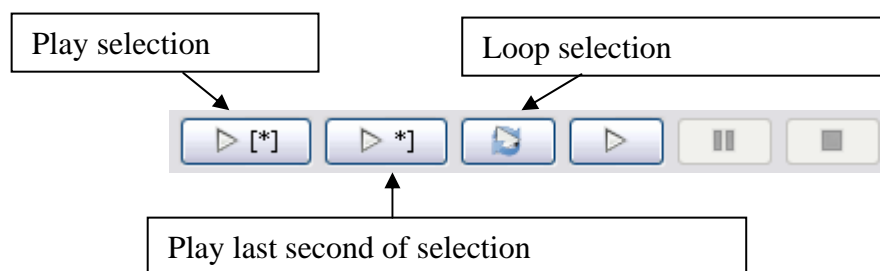 Play selection
Loop selection
[*] *]
Play last second of selection